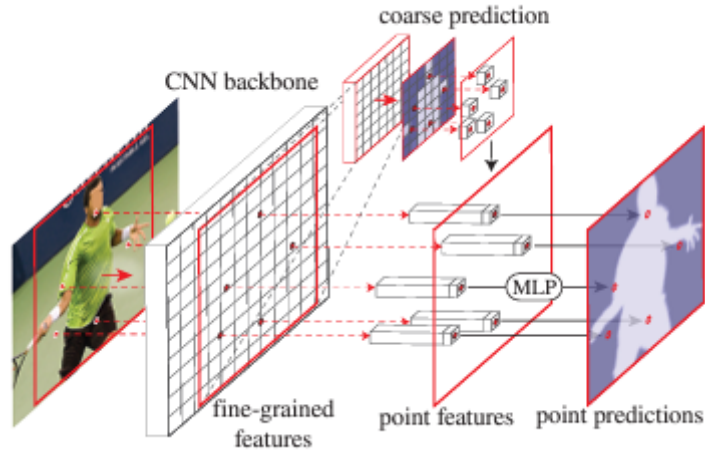 coarse prediction
CNN backbone
MLP
fine-grained
features
point features
point predictions